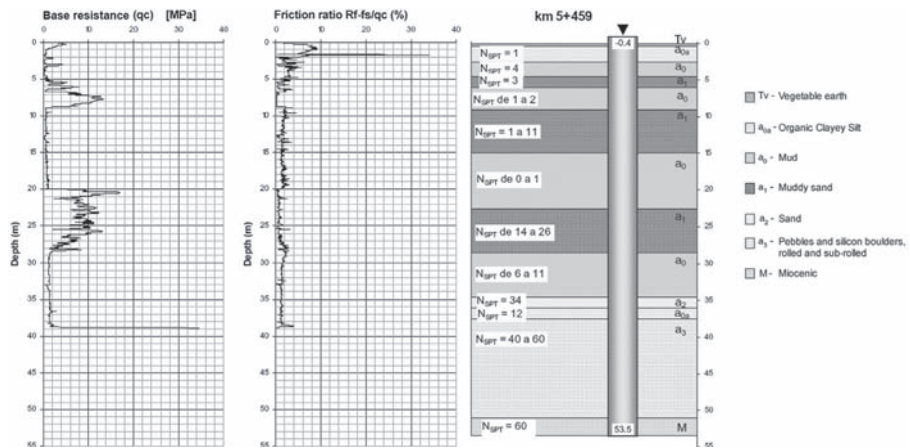 Base resistance (qc) [MPa]
0 10 20 30 40
Depth (m)
0
5
10
15
20
25
30
35
40
50
55
Friction ratio Rf-fs/qc (%)
0 10 20 30 40
Depth (m)
0
5
10
15
20
25
30
35
40
50
55
km 5+459
-0.4
53.5
Tv
NSPT = 1 a0a
NSPT = 4 a0
NSPT = 3 a1
NSPT de 1 a 2 a0
NSPT = 1 a 11 a1
NSPT de 0 a 1 a0
NSPT de 14 a 26 a1
NSPT de 6 a 11 a0
NSPT = 34 a2
NSPT = 12 a0a
NSPT = 40 a 60 a3
NSPT = 60 M
0
5
10
15
20
25
30
35
40
45
50
55
Tv - Vegetable earth
a0a - Organic Clayey Silt
a0 - Mud
a1 - Muddy sand
a2 - Sand
a3 - Pebbles and silicon boulders,
rolled and sub-rolled
M - Miocenic